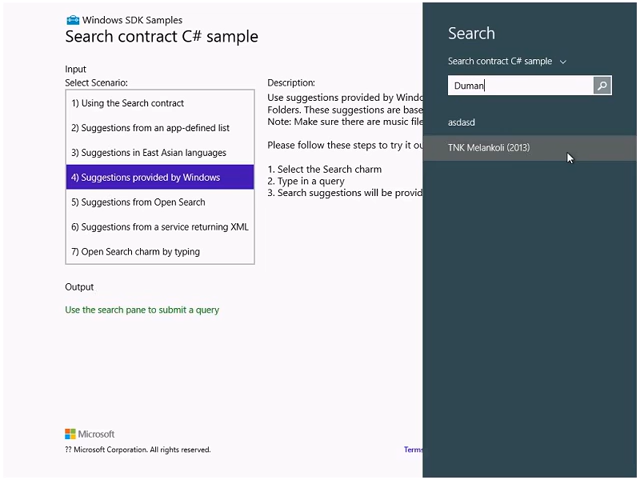 Windows SDK Samples
Search contract C# sample
Input
Select Scenario:
1) Using the Search contract
2) Suggestions from an app-defined list
3) Suggestions in East Asian languages
4) Suggestions provided by Windows
5) Suggestions from Open Search
6) Suggestions from a service returning XML
7) Open Search charm by typing
Description:
Use suggestions provided by Windo
Folders. These suggestions are base
Note: Make sure there are music file
Please follow these steps to try it ou
1. Select the Search charm
2. Type in a query
3. Search suggestions will be provid
Output
Use the search pane to submit a query
Microsoft
?? Microsoft Corporation. All rights reserved.
Terms
Search
Search contract C# sample
Duman
asdasd
TNK Melankoli (2013)